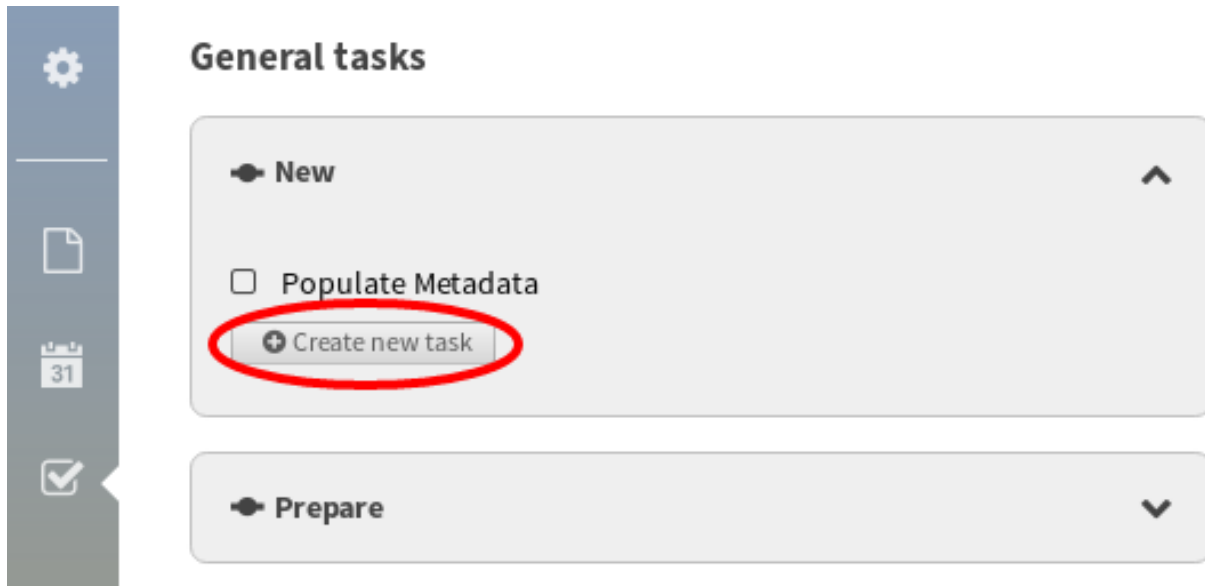 General tasks
New
Populate Metadata
Create new task
31
Prepare